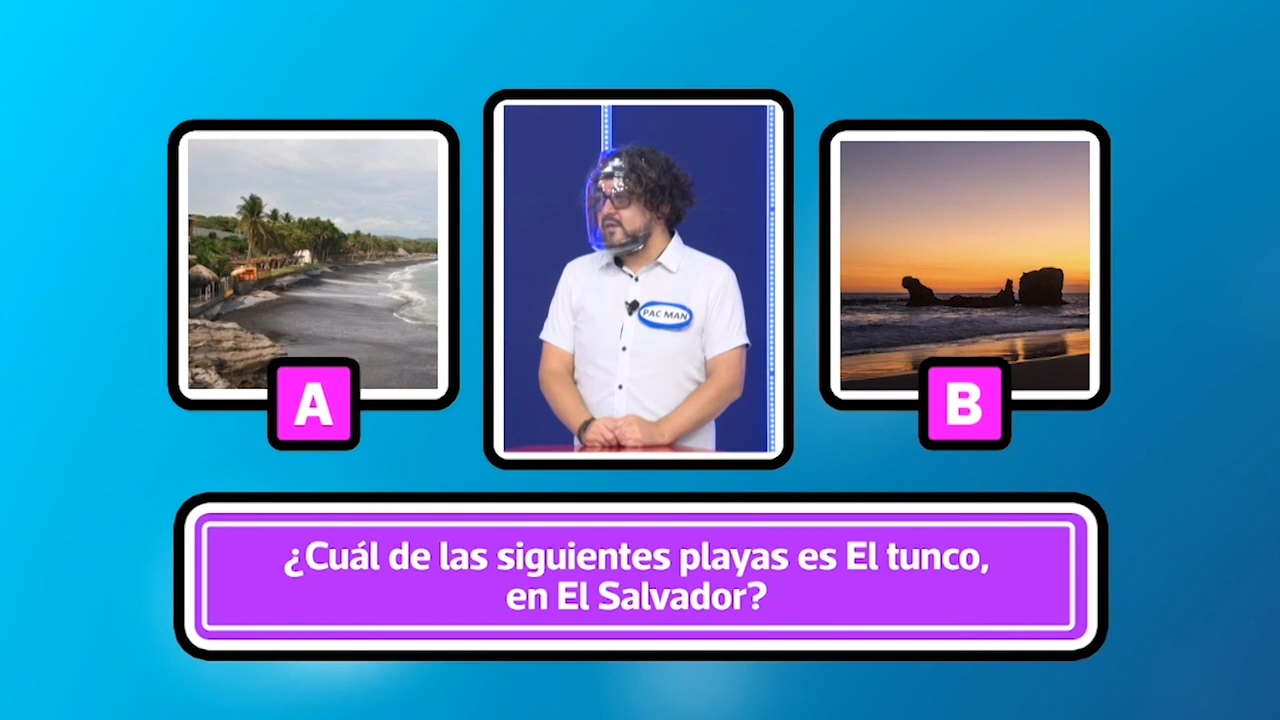 PAC MAN
A
B
¿Cuál de las siguientes playas es El tunco,
en El Salvador?